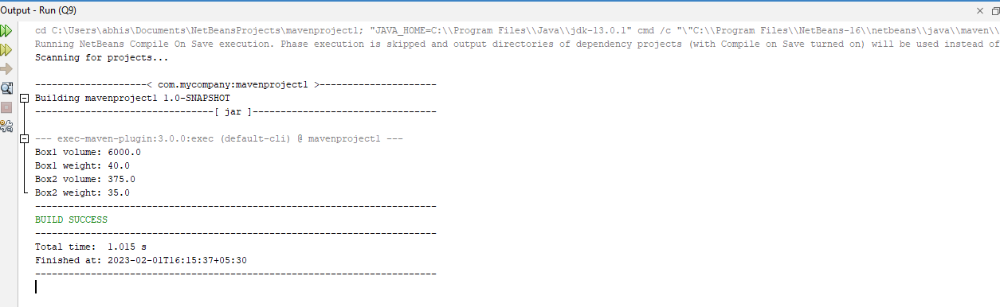 Output - Run (Q9)
cd C:\Users\abhis\Documents\NetBeansProjects\mavenproject1; "JAVA_HOME=C:\\Program Files\\Java\\jdk-13.0.1" cmd /c "\"C:\\Program Files\\NetBeans-16\\netbeans\\java\\maven\\
Running NetBeans Compile On Save execution. Phase execution is skipped and output directories of dependency projects (with Compile on Save turned on) will be used instead of
Scanning for projects...
--------------------< com.mycompany:mavenproject1 >---------------------
Building mavenproject1 1.0-SNAPSHOT
--------------------------------[ jar ]---------------------------------
--- exec-maven-plugin:3.0.0:exec (default-cli) @ mavenproject1 ---
Box1 volume: 6000.0
Box1 weight: 40.0
Box2 volume: 375.0
Box2 weight: 35.0
------------------------------------------------------------------------
BUILD SUCCESS
------------------------------------------------------------------------
Total time:  1.015 s
Finished at: 2023-02-01T16:15:37+05:30
------------------------------------------------------------------------